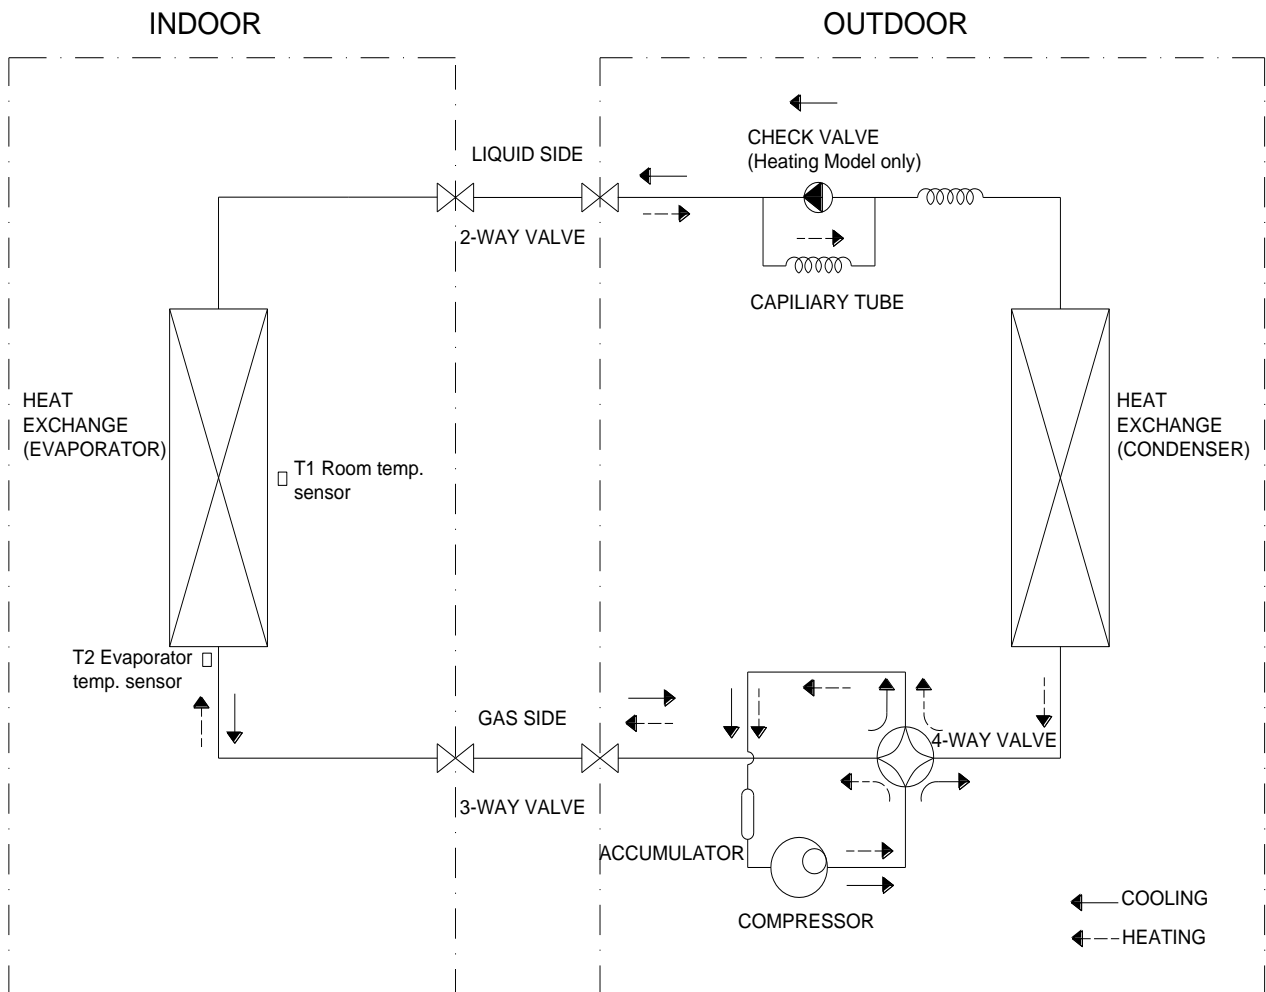 INDOOR
OUTDOOR
CHECK VALVE
(Heating Model only)
LIQUID SIDE
2-WAY VALVE
CAPILIARY TUBE
HEAT
EXCHANGE
(EVAPORATOR)
HEAT
EXCHANGE
(CONDENSER)
T1 Room temp.
sensor
T2 Evaporator
temp. sensor
GAS SIDE
4-WAY VALVE
3-WAY VALVE
ACCUMULATOR
COMPRESSOR
COOLING
HEATING